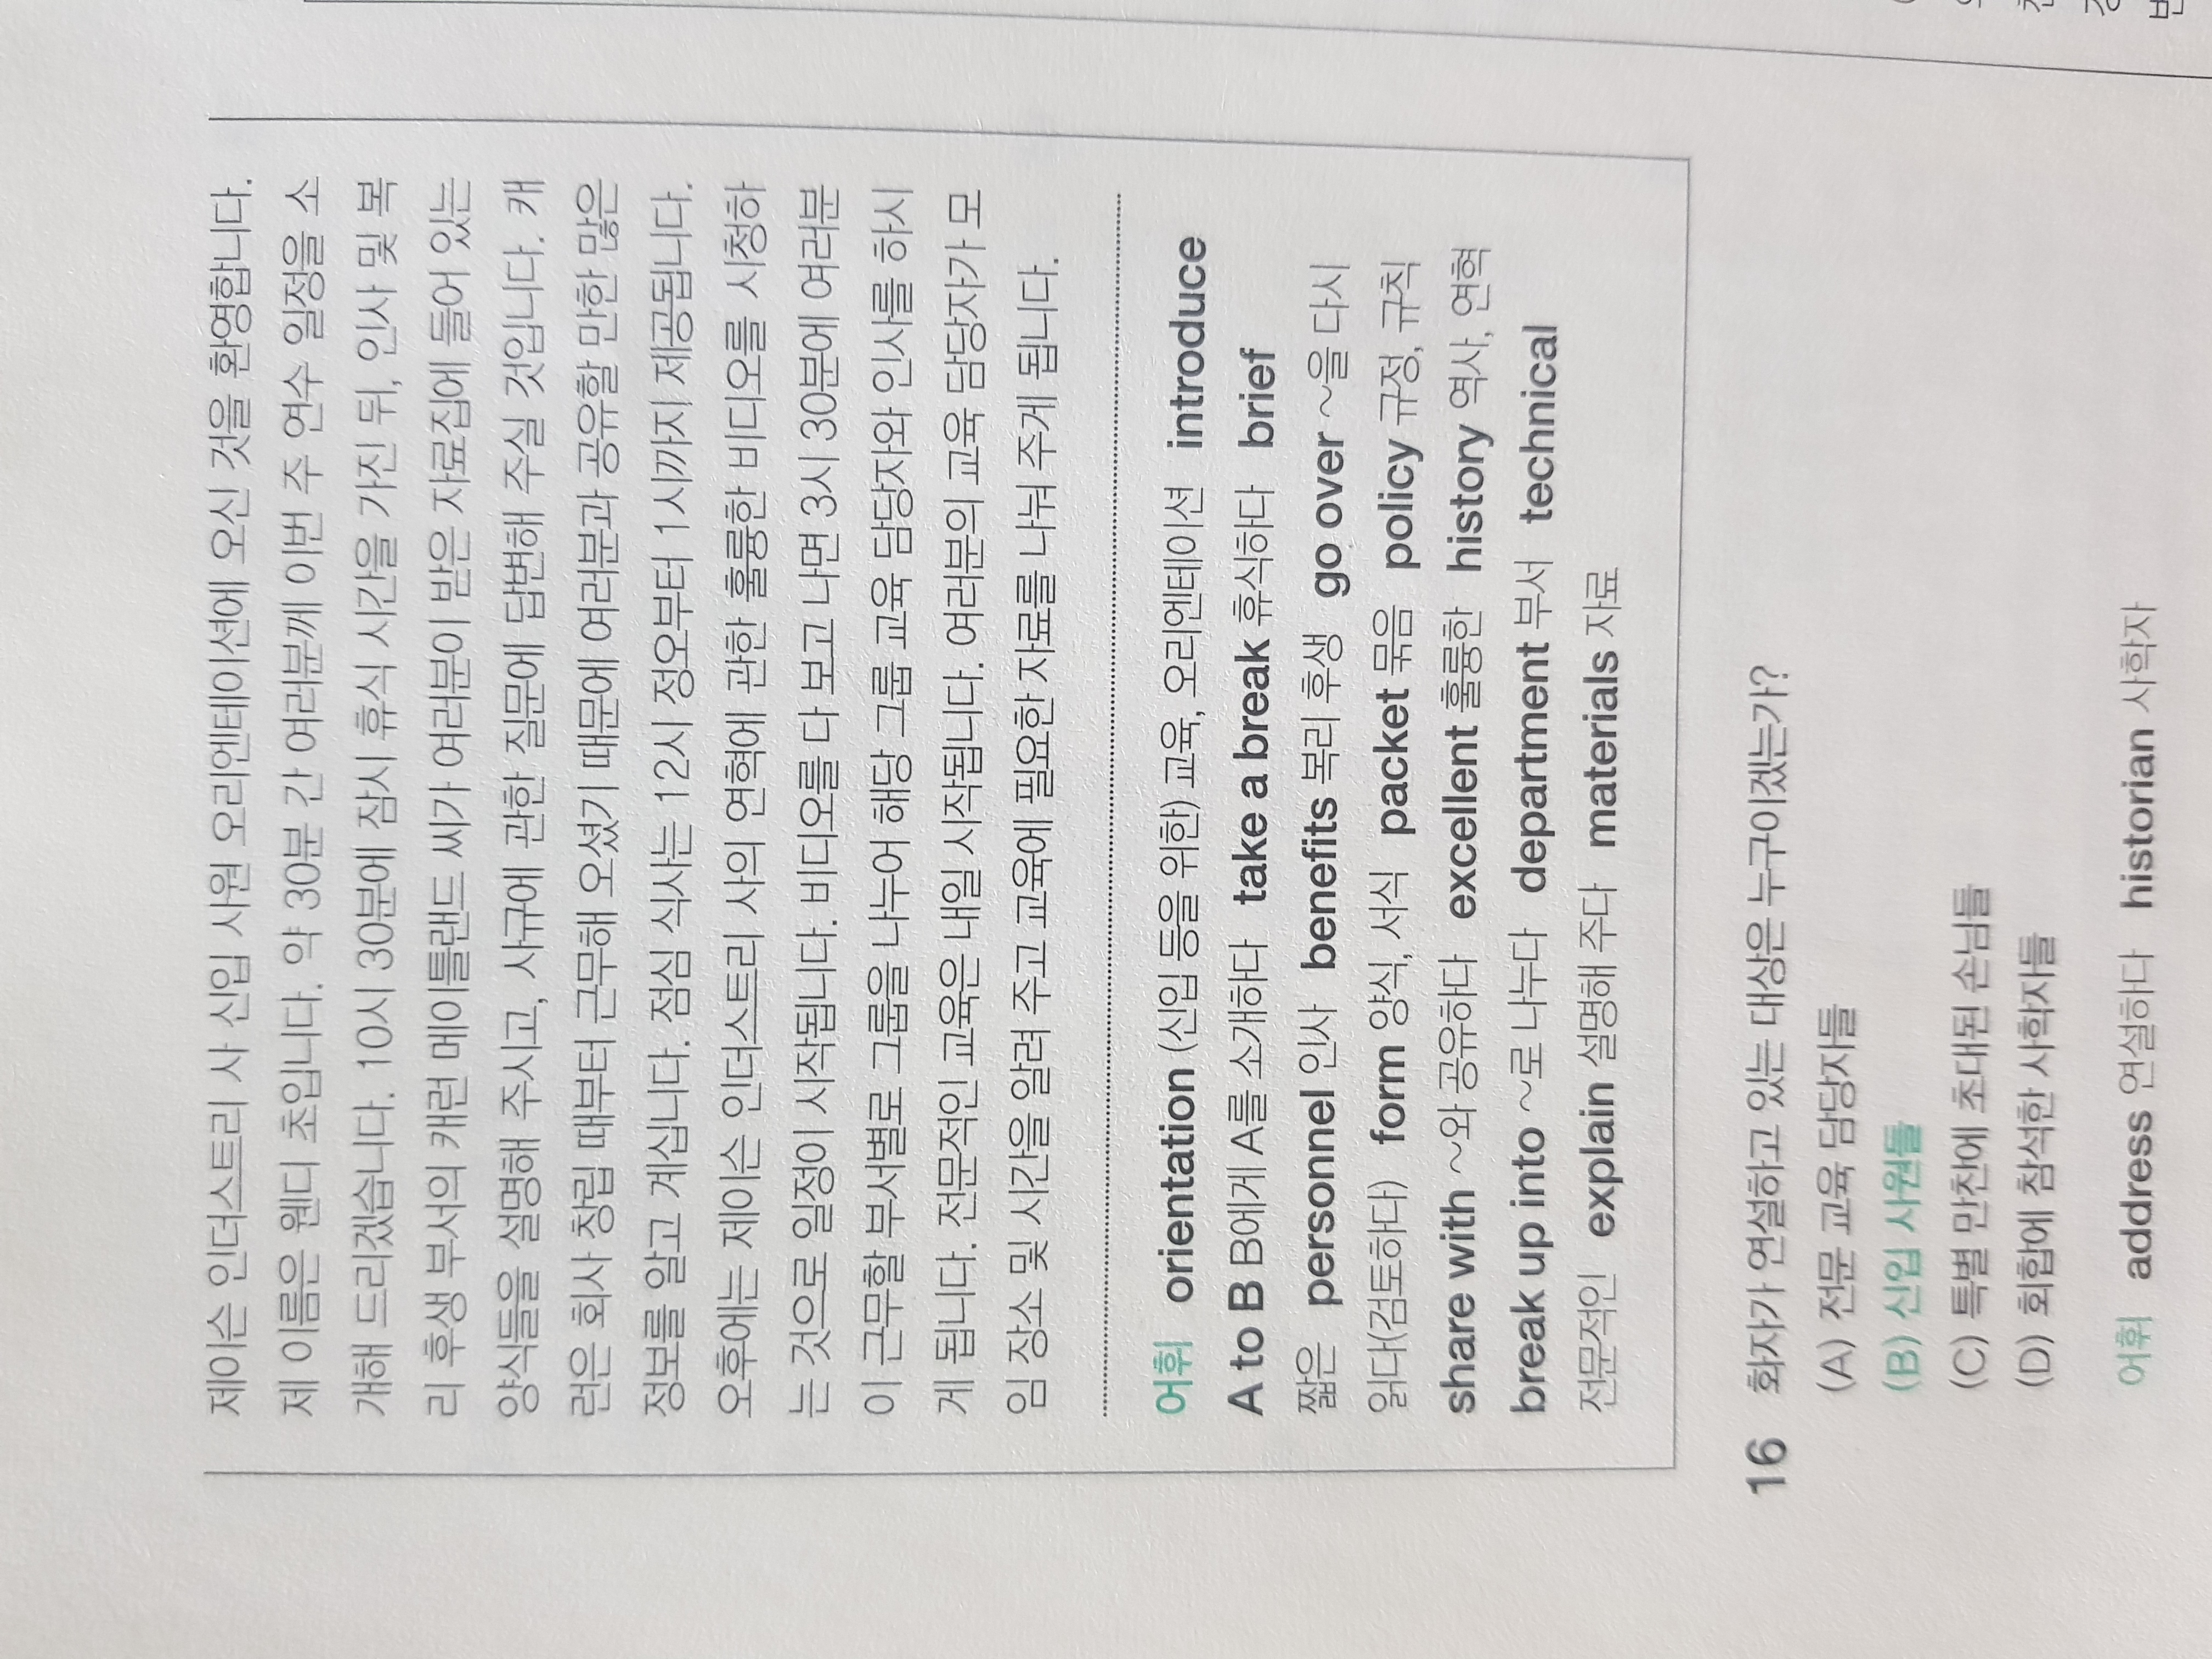 제이슨 인더스트리 사 신입 사원 오리엔테이션에 오신 것을 환영합니다.
제 이름은 웬디 초입니다. 약 30분 간 여러분께 이번 주 연수 일정을 소
개해 드리겠습니다. 10시 30분에 잠시 휴식 시간을 가진 뒤, 인사 및 복
리 후생 부서의 캐런 메이틀랜드 씨가 여러분이 받은 자료집에 들어 있는
양식들을 설명해 주시고, 사규에 관한 질문에 답변해 주실 것입니다. 캐
런은 회사 창립 때부터 근무해 오셨기 때문에 여러분과 공유할 만한 많은
정보를 알고 계십니다. 점심 식사는 12시 정오부터 1시까지 제공됩니다.
오후에는 제이슨 인더스트리 사의 연혁에 관한 훌륭한 비디오를 시청하
는 것으로 일정이 시작됩니다. 비디오를 다 보고 나면 3시 30분에 여러분
이 근무할 부서별로 그룹을 나누어 해당 그룹 교육 담당자와 인사를 하시
게 됩니다. 전문적인 교육은 내일 시작됩니다. 여러분의 교육 담당자가 모
임 장소 및 시간을 알려 주고 교육에 필요한 자료를 나눠 주게 됩니다.
어휘 orientation (신입 등을 위한) 교육, 오리엔테이션 introduce
A to B B에게 A를 소개하다 take a break 휴식하다 brief
짧은 personnel 인사 benefits 복리 후생 go over ~을 다시
읽다(검토하다) form 양식, 서식 packet 묶음 policy 규정, 규칙
share with ~와 공유하다 excellent 훌륭한 history 역사, 연혁
break up into ~로 나누다 department 부서 technical
전문적인 explain 설명해 주다 materials 자료
16 화자가 연설하고 있는 대상은 누구이겠는가?
(A) 전문 교육 담당자들
(B) 신입 사원들
(C) 특별 만찬에 초대된 손님들
(D) 회합에 참석한 사학자들
어휘 address 연설하다 historian 사학자